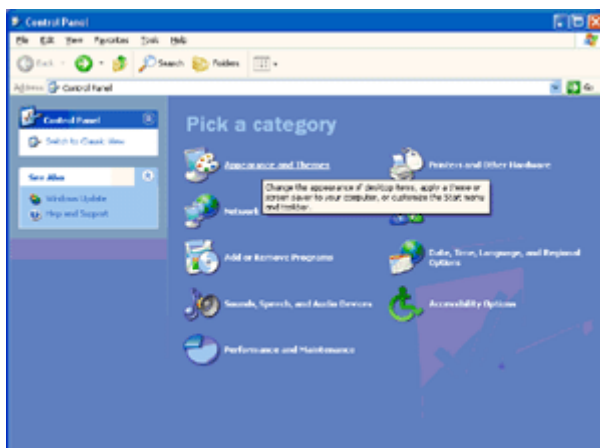 Control Panel
File Edit View Favorites Tools Help
Back Search Folders
Address Control Panel Go
Control Panel
Switch to Classic View
See Also
Windows Update
Help and Support
Pick a category
Appearance and Themes
Printers and Other Hardware
Change the appearance of desktop items, apply a theme or
screen saver to your computer, or customize the Start menu
and taskbar.
Network
Add or Remove Programs
Date, Time, Language, and Regional
Options
Sounds, Speech, and Audio Devices
Accessibility Options
Performance and Maintenance